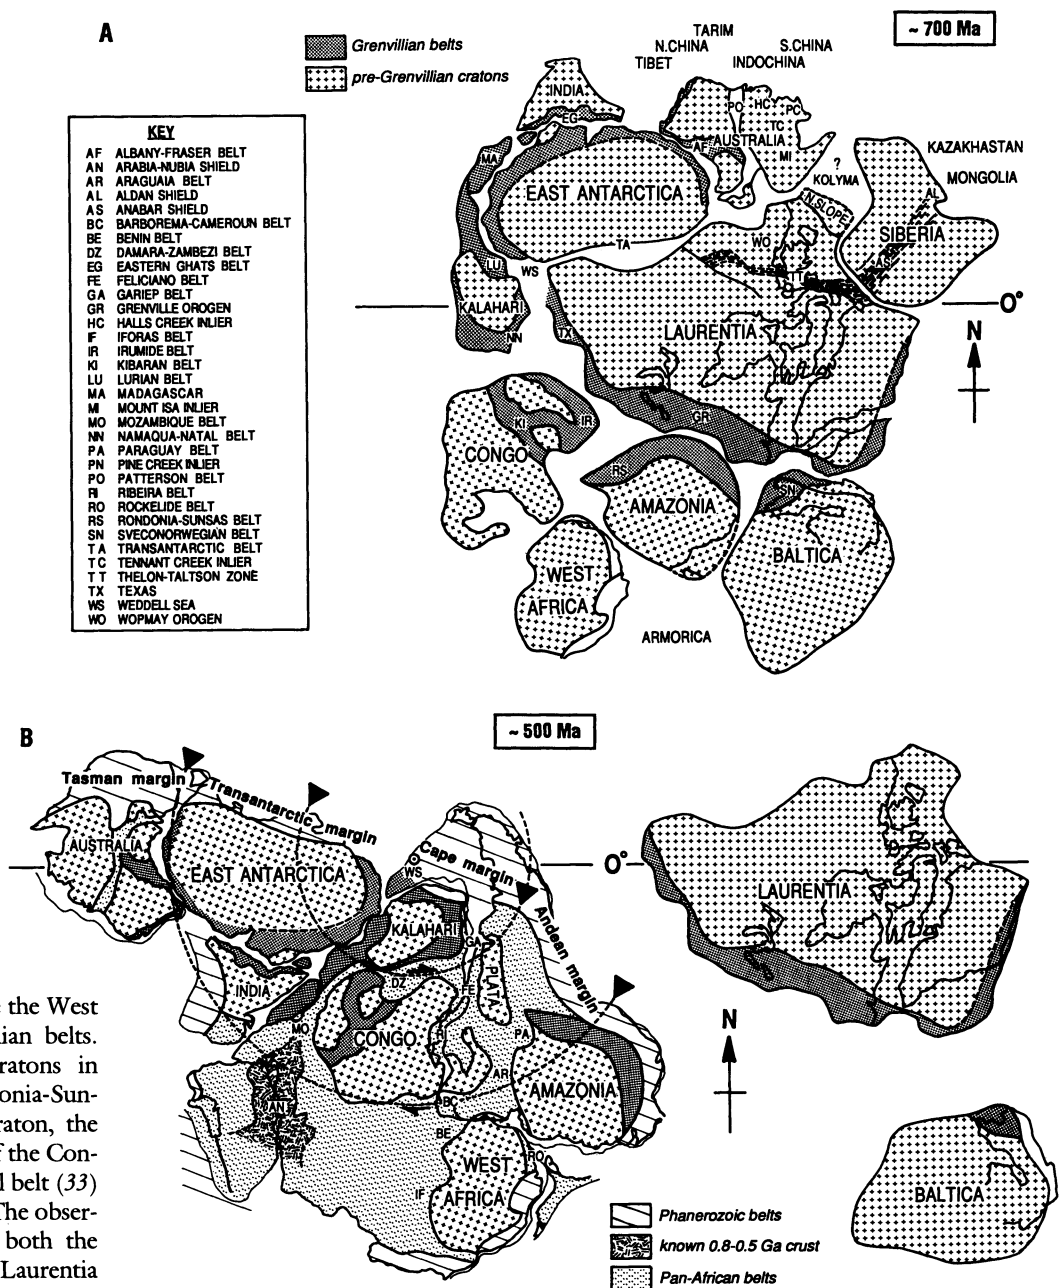 A
~ 700 Ma
Grenvillian belts
pre-Grenvillian cratons
TARIM
N.CHINA
S.CHINA
TIBET
INDOCHINA
KEY
AF ALBANY-FRASER BELT
AN ARABIA-NUBIA SHIELD
AR ARAGUAIA BELT
AL ALDAN SHIELD
AS ANABAR SHIELD
BC BARBOREMA-CAMEROUN BELT
BE BENIN BELT
DZ DAMARA-ZAMBEZI BELT
EG EASTERN GHATS BELT
FE FELICIANO BELT
GA GARIEP BELT
GR GRENVILLE OROGEN
HC HALLS CREEK INLIER
IF IFORAS BELT
IR IRUMIDE BELT
KI KIBARAN BELT
LU LURIAN BELT
MA MADAGASCAR
MI MOUNT ISA INLIER
MO MOZAMBIQUE BELT
NN NAMAQUA-NATAL BELT
PA PARAGUAY BELT
PN PINE CREEK INLIER
PO PATTERSON BELT
RI RIBEIRA BELT
RO ROCKELIDE BELT
RS RONDONIA-SUNSAS BELT
SN SVECONORWEGIAN BELT
TA TRANSANTARCTIC BELT
TC TENNANT CREEK INLIER
TT THELON-TALTSON ZONE
TX TEXAS
WS WEDDELL SEA
WO WOPMAY OROGEN
INDIA
EG
MA
PO
HC
PC
TC
AF
AUSTRALIA
MI
?
KOLYMA
KAZAKHASTAN
MONGOLIA
EAST ANTARCTICA
N.SLOPE
AL
SIBERIA
TA
WO
LU
WS
TT
KALAHARI
NN
TX
LAURENTIA
0°
N
GR
KI
IR
CONGO
RS
AMAZONIA
SN
BALTICA
WEST
AFRICA
ARMORICA
B
~ 500 Ma
Tasman margin
Transantarctic margin
AUSTRALIA
EAST ANTARCTICA
WS
Cape margin
0°
LAURENTIA
KALAHARI
GA
Andean margin
INDIA
DZ
FE
PLATA
MO
CONGO
PA
AR
AMAZONIA
AN
BC
BE
WEST
AFRICA
RO
IF
N
BALTICA
Phanerozoic belts
known 0.8-0.5 Ga crust
Pan-African belts
the West
lian belts.
ratons in
onia-Sun-
raton, the
f the Con-
l belt (33)
The obser-
both the
Laurentia